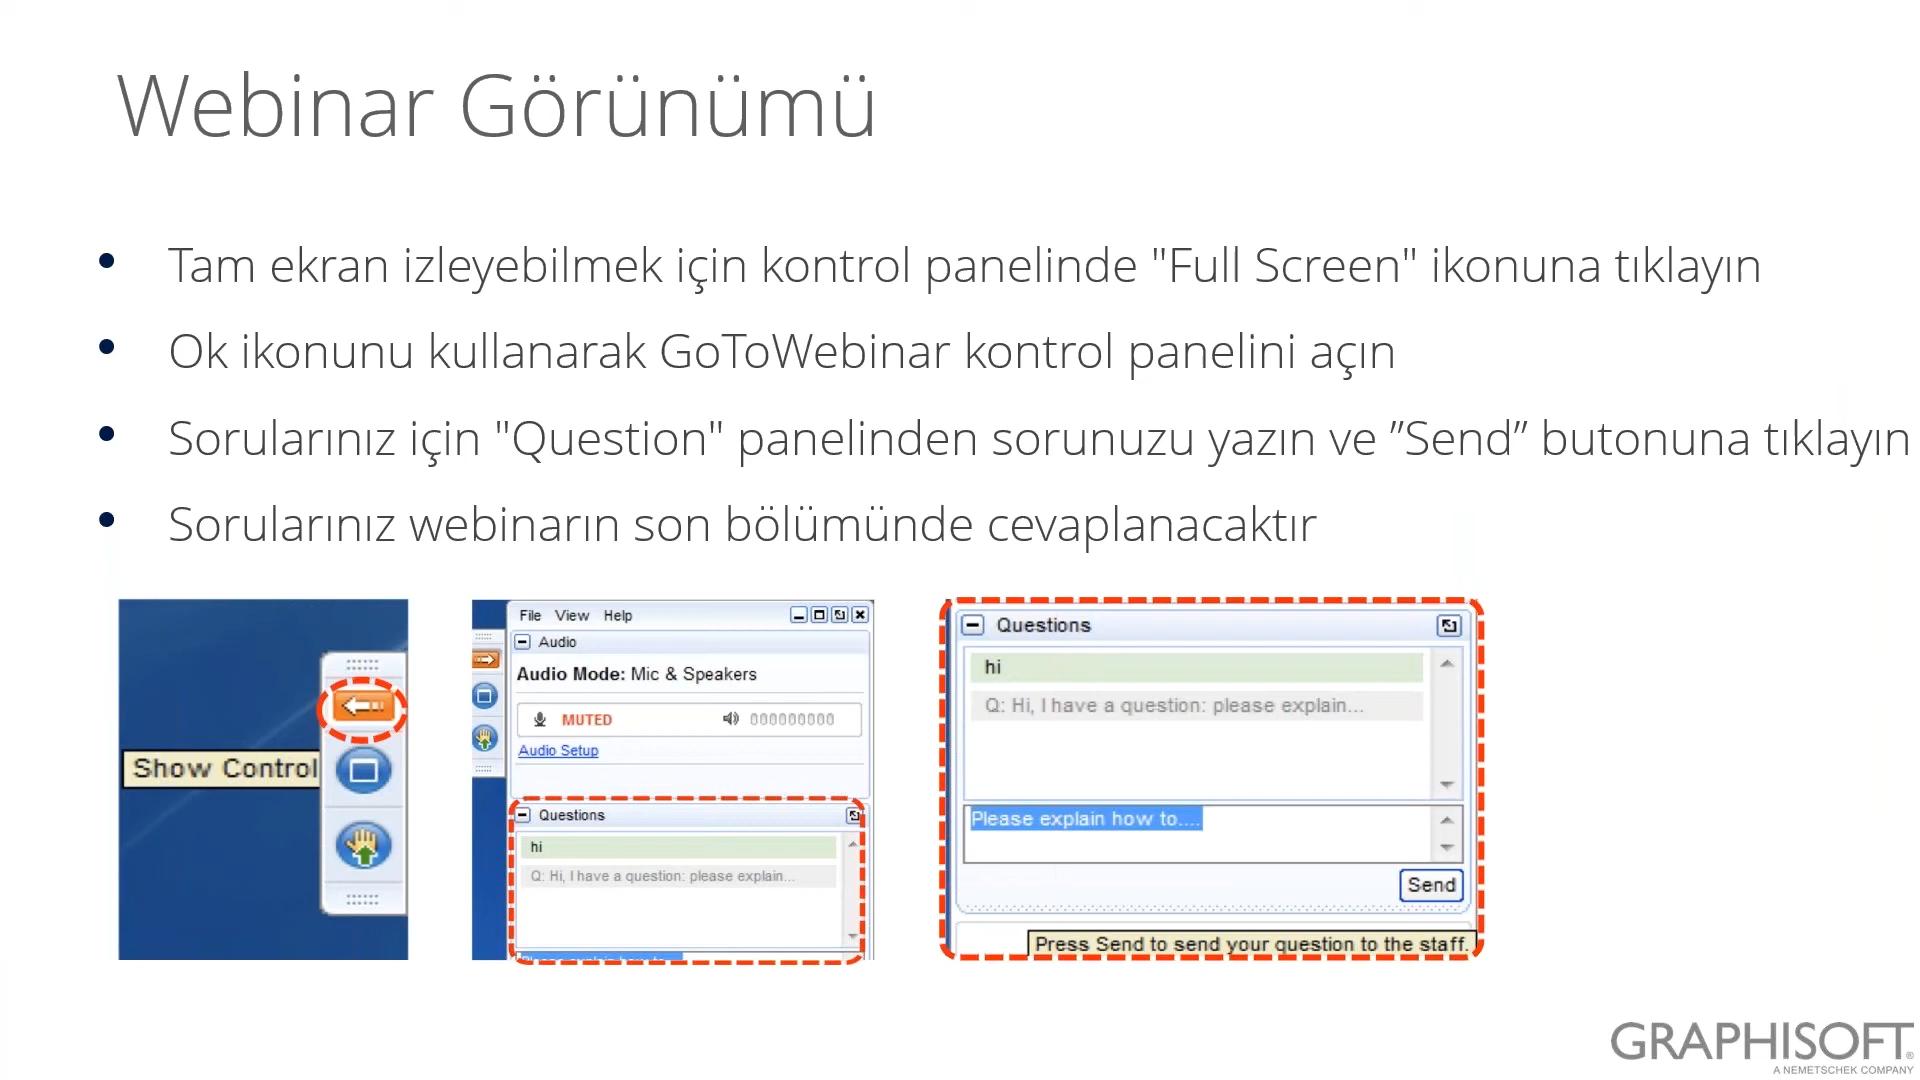 Webinar Görünümü
• Tam ekran izleyebilmek için kontrol panelinde "Full Screen" ikonuna tıklayın
• Ok ikonunu kullanarak GoToWebinar kontrol panelini açın
• Sorularınız için "Question" panelinden sorunuzu yazın ve ”Send” butonuna tıklayın
• Sorularınız webinarın son bölümünde cevaplanacaktır
Show Control
File View Help
Audio
Audio Mode: Mic & Speakers
MUTED 000000000
Audio Setup
Questions
hi
Q: Hi, I have a question: please explain...
Please explain how to....
Questions
hi
Q: Hi, I have a question: please explain...
Please explain how to....
Send
Press Send to send your question to the staff.
GRAPHISOFT®
A NEMETSCHEK COMPANY